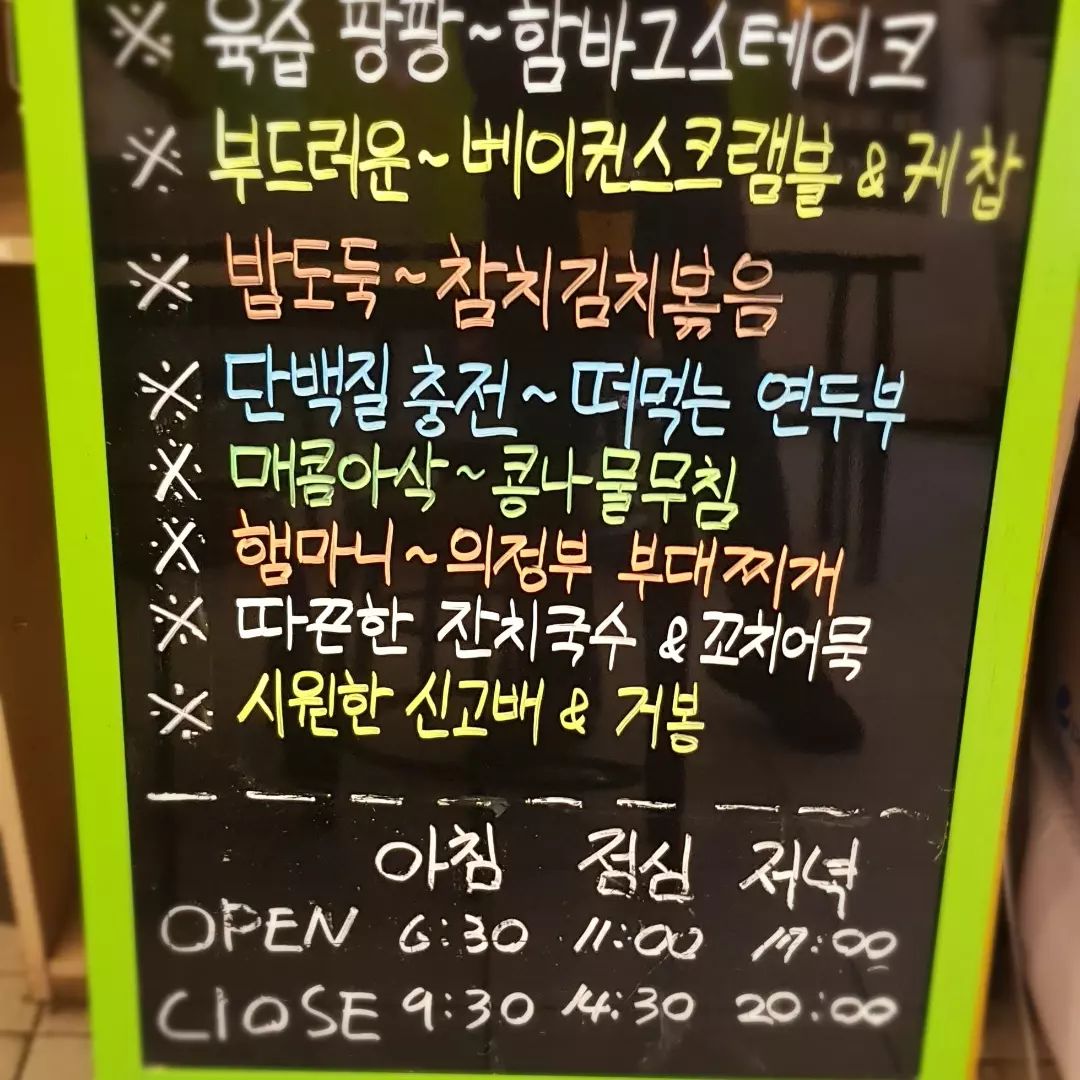 ※ 육즙 팡팡~함바그스테이크
※ 부드러운~베이컨스크램블 & 케찹
※ 밥도둑~참치김치볶음
※ 단백질 충전~떠먹는 연두부
※ 매콤아삭~콩나물무침
※ 햄마니~의정부 부대찌개
※ 따끈한 잔치국수 & 꼬치어묵
※ 시원한 신고배 & 거봉
아침 점심 저녁
OPEN 6:30 11:00 17:00
ClOSE 9:30 14:30 20:00